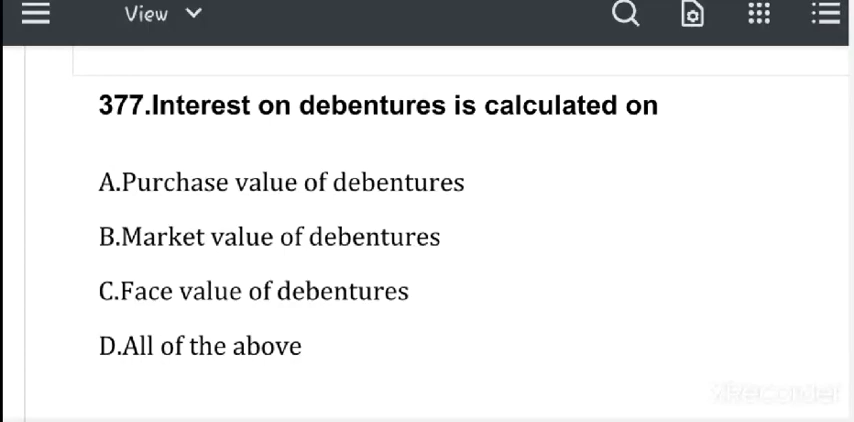 View
377.Interest on debentures is calculated on
A.Purchase value of debentures
B.Market value of debentures
C.Face value of debentures
D.All of the above
XRecorder